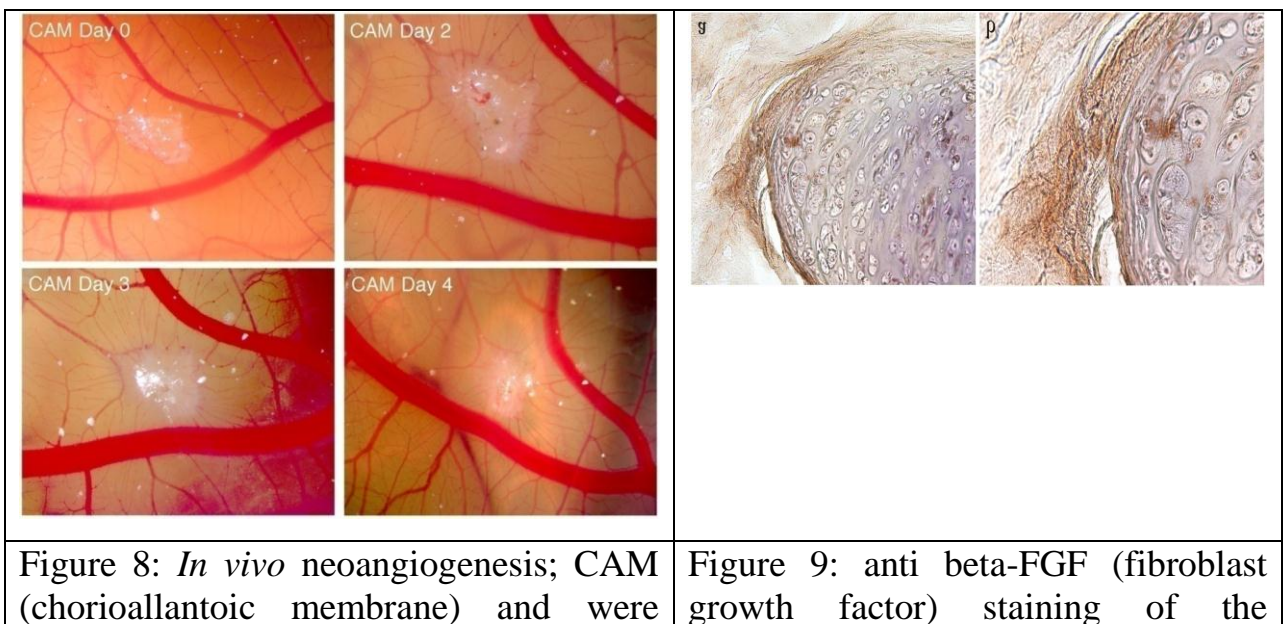 CAM Day 0
CAM Day 2
CAM Day 3
CAM Day 4
Figure 8: In vivo neoangiogenesis; CAM
(chorioallantoic membrane) and were
Figure 9: anti beta-FGF (fibroblast
growth factor) staining of the